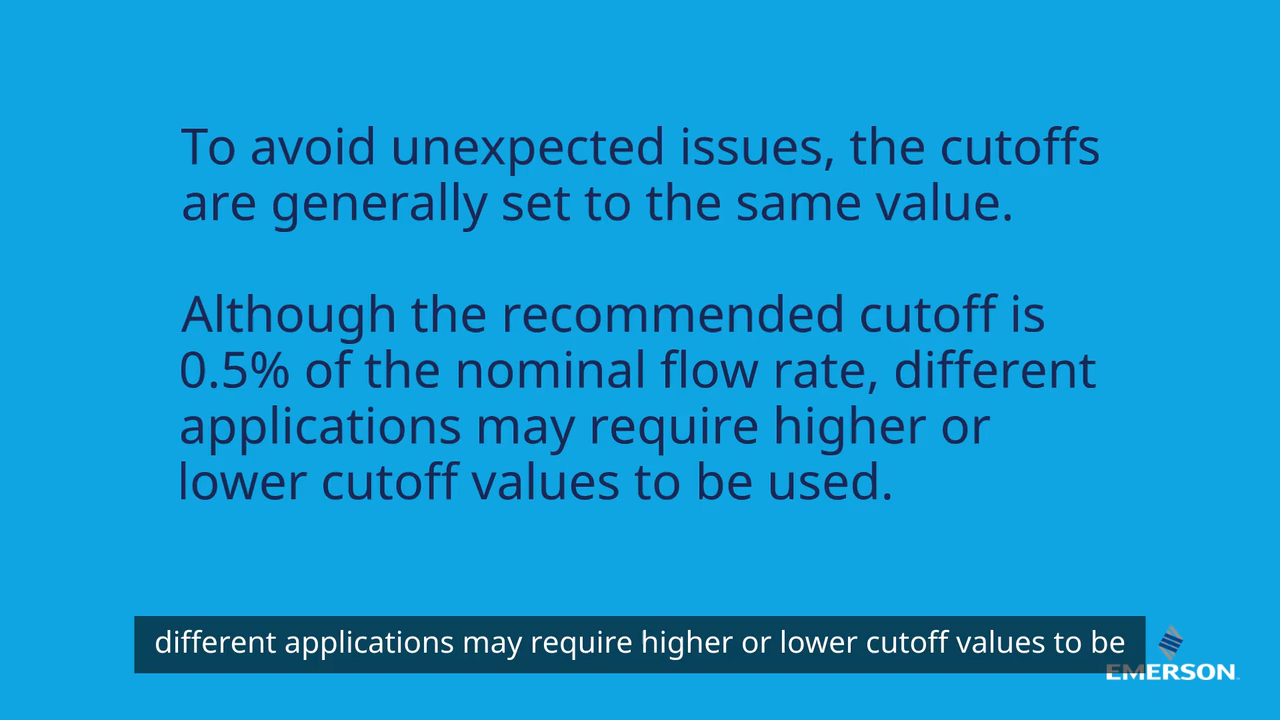 To avoid unexpected issues, the cutoffs
are generally set to the same value.
Although the recommended cutoff is
0.5% of the nominal flow rate, different
applications may require higher or
lower cutoff values to be used.
different applications may require higher or lower cutoff values to be
EMERSON